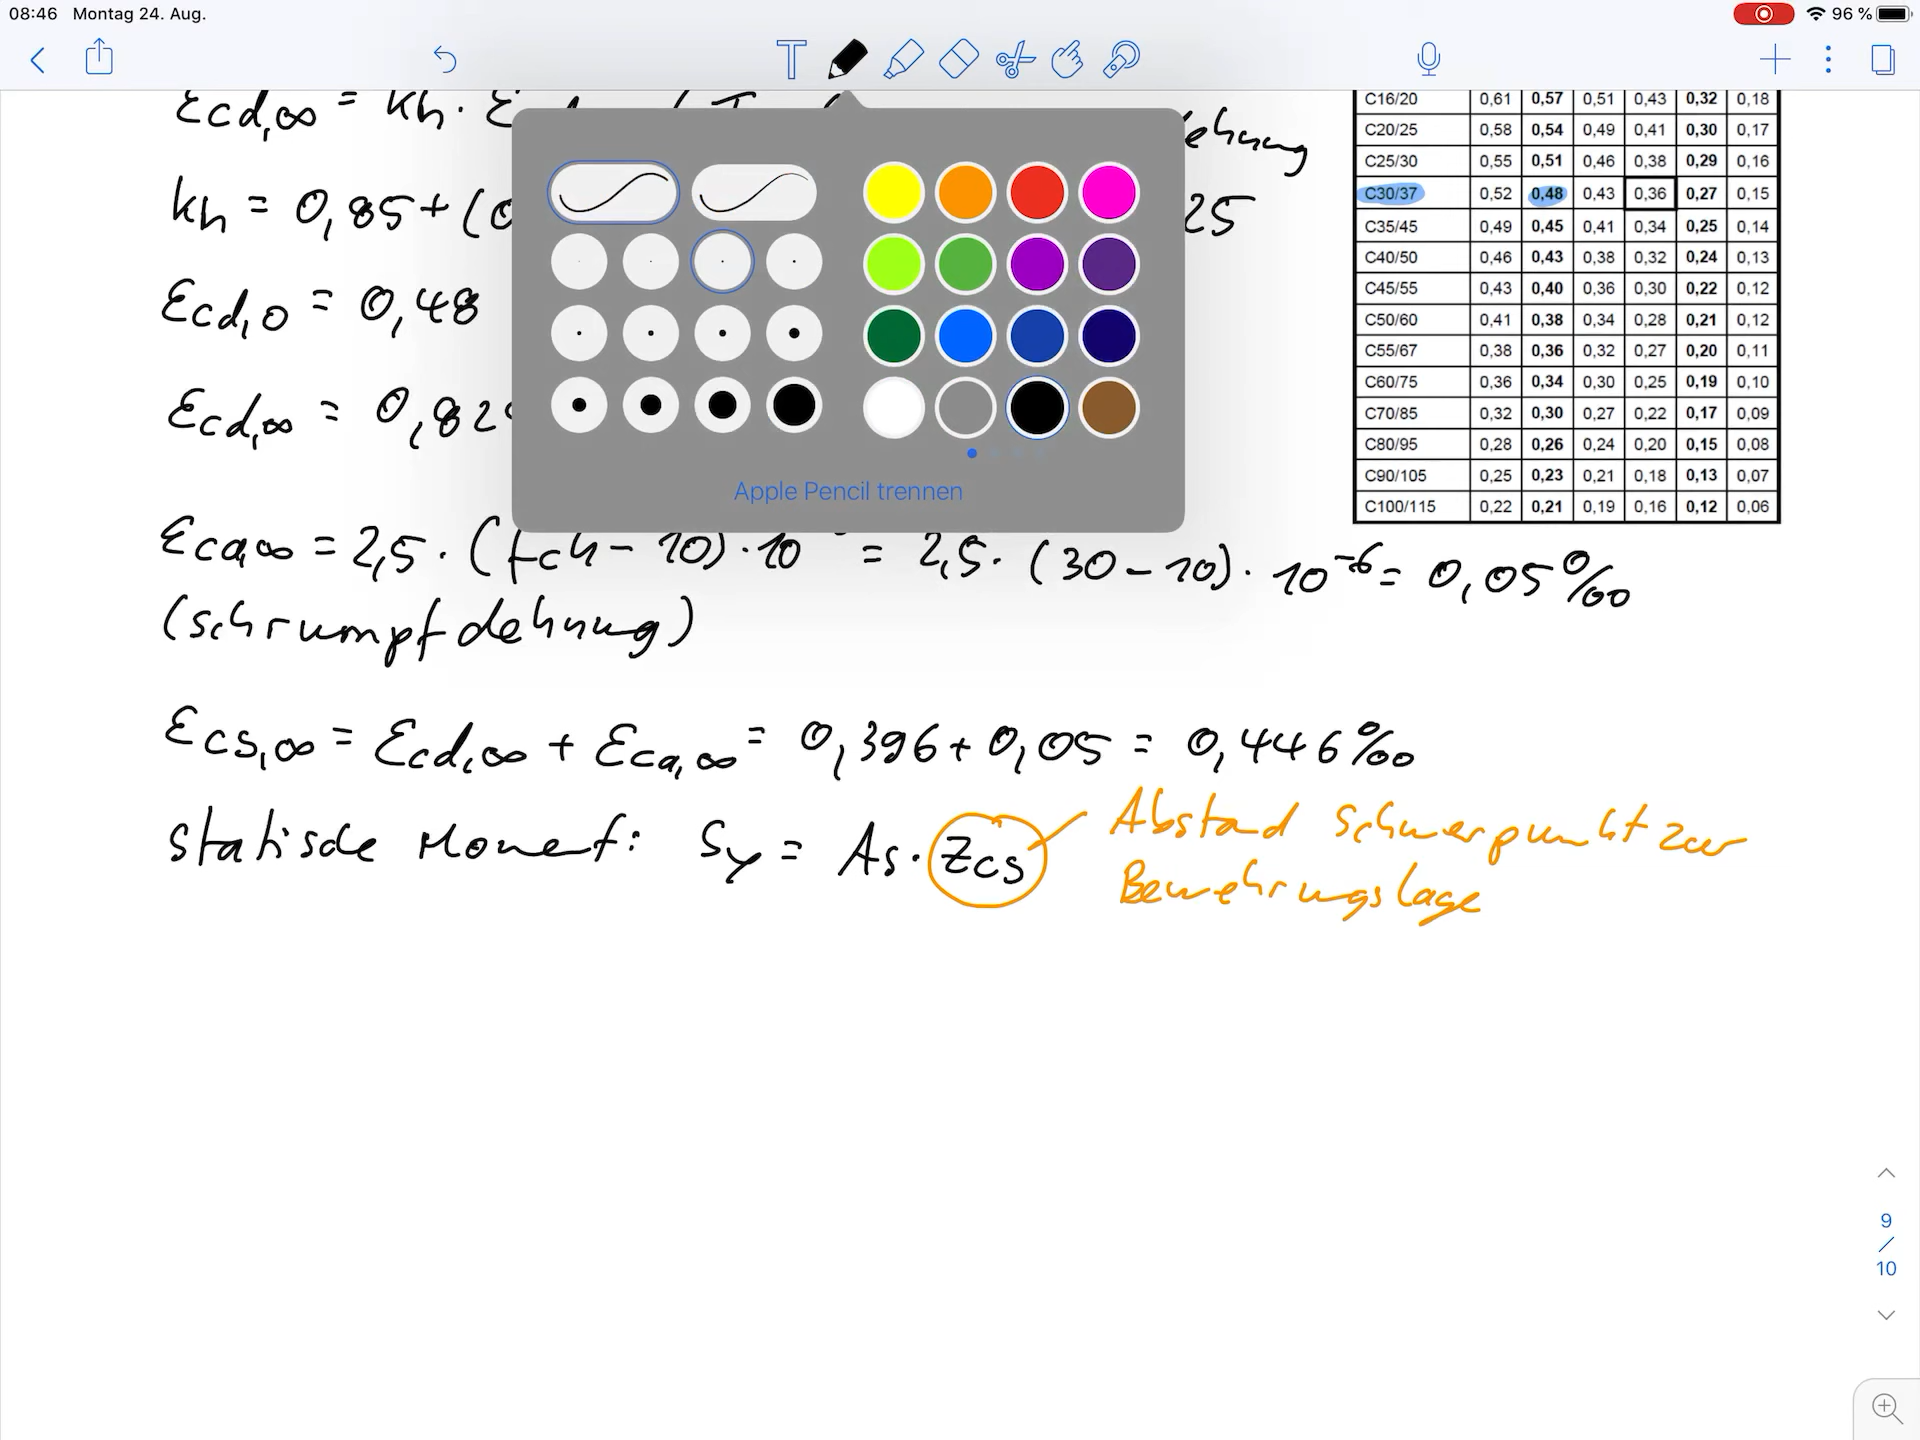 08:46 Montag 24. Aug.
96 %
εcd,∞ = kh · ε
ehnung
kh = 0,85 + (0
25
εcd,0 = 0,48
εcd,∞ = 0,82
Apple Pencil trennen
C16/20 0,61 0,57 0,51 0,43 0,32 0,18
C20/25 0,58 0,54 0,49 0,41 0,30 0,17
C25/30 0,55 0,51 0,46 0,38 0,29 0,16
C30/37 0,52 0,48 0,43 0,36 0,27 0,15
C35/45 0,49 0,45 0,41 0,34 0,25 0,14
C40/50 0,46 0,43 0,38 0,32 0,24 0,13
C45/55 0,43 0,40 0,36 0,30 0,22 0,12
C50/60 0,41 0,38 0,34 0,28 0,21 0,12
C55/67 0,38 0,36 0,32 0,27 0,20 0,11
C60/75 0,36 0,34 0,30 0,25 0,19 0,10
C70/85 0,32 0,30 0,27 0,22 0,17 0,09
C80/95 0,28 0,26 0,24 0,20 0,15 0,08
C90/105 0,25 0,23 0,21 0,18 0,13 0,07
C100/115 0,22 0,21 0,19 0,16 0,12 0,06
εca,∞ = 2,5 · (fck - 10) · 10 = 2,5 · (30 - 10) · 10⁻⁶ = 0,05 ‰
(schrumpfdehnung)
εcs,∞ = εcd,∞ + εca,∞ = 0,396 + 0,05 = 0,446 ‰
statische Moment: Sy = As · zcs
Abstand Schwerpunkt zur
Bewehrungslage
9
/
10